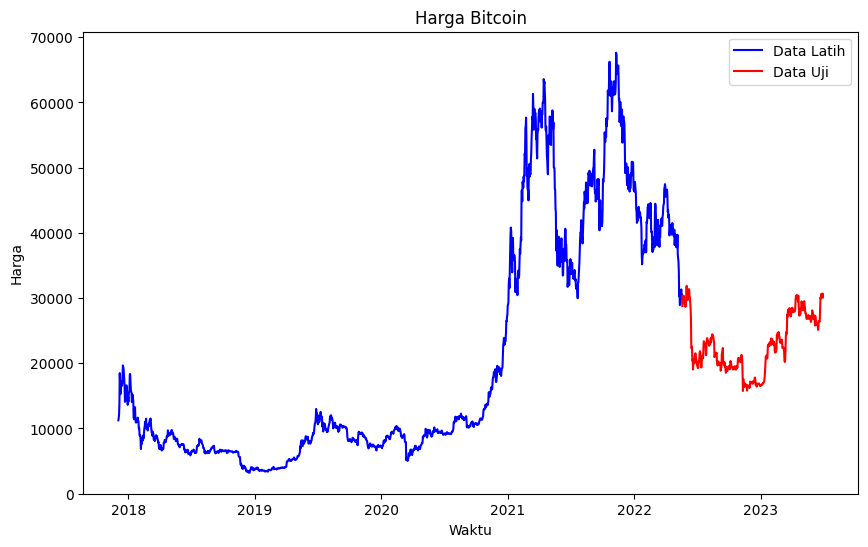 Harga Bitcoin
Data Latih
Data Uji
70000
60000
50000
40000
30000
20000
10000
0
Harga
2018 2019 2020 2021 2022 2023
Waktu